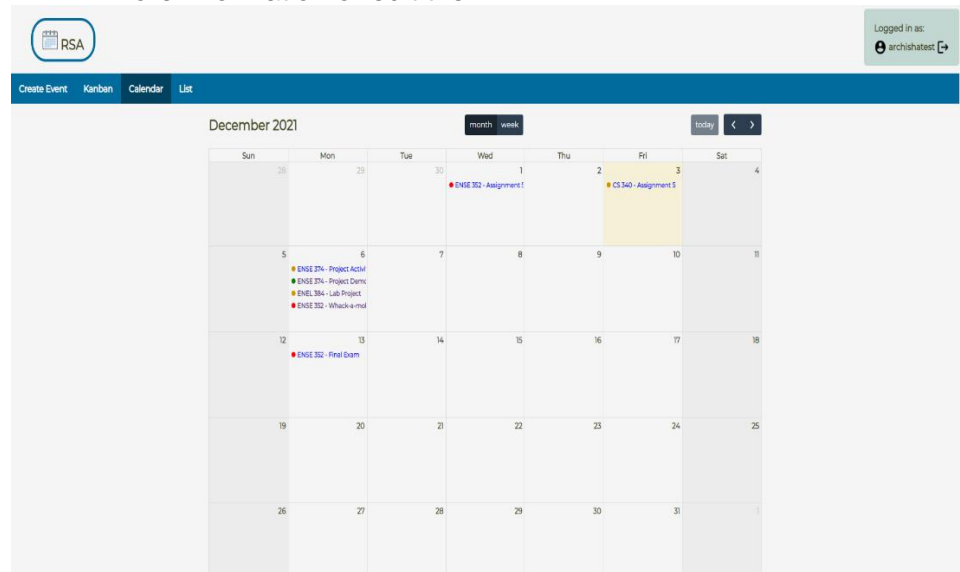 RSA
Logged in as:
archishatest
Create Event Kanban Calendar List
December 2021 month week today
Sun Mon Tue Wed Thu Fri Sat
28 29 30 1 2 3 4
ENSE 352 - Assignment 5 CS 340 - Assignment 5
5 6 7 8 9 10 11
ENSE 374 - Project Activi
ENSE 374 - Project Demo
ENEL 384 - Lab Project
ENSE 352 - Whack-a-mol
12 13 14 15 16 17 18
ENSE 352 - Final Exam
19 20 21 22 23 24 25
26 27 28 29 30 31 1